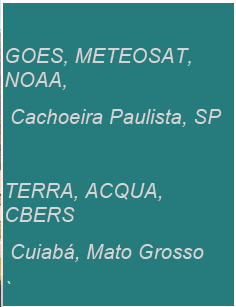 GOES, METEOSAT,
NOAA,
Cachoeira Paulista, SP
TERRA, ACQUA,
CBERS
Cuiabá, Mato Grosso
`